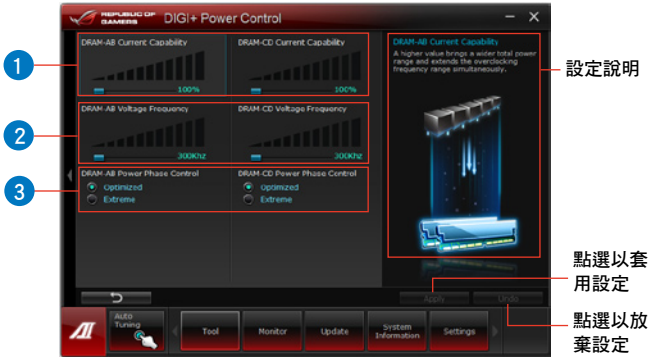 REPUBLIC OF
GAMERS
DIGI+ Power Control
DRAM-AB Current Capability
100%
DRAM-CD Current Capability
100%
DRAM-AB Voltage Frequency
300Khz
DRAM-CD Voltage Frequency
300Khz
DRAM-AB Power Phase Control
Optimized
Extreme
DRAM-CD Power Phase Control
Optimized
Extreme
DRAM-AB Current Capability
A higher value brings a wider total power
range and extends the overclocking
frequency range simultaneously.
1
2
3
設定說明
Apply
Undo
點選以套
用設定
點選以放
棄設定
Auto
Tuning
Tool
Monitor
Update
System
Information
Settings